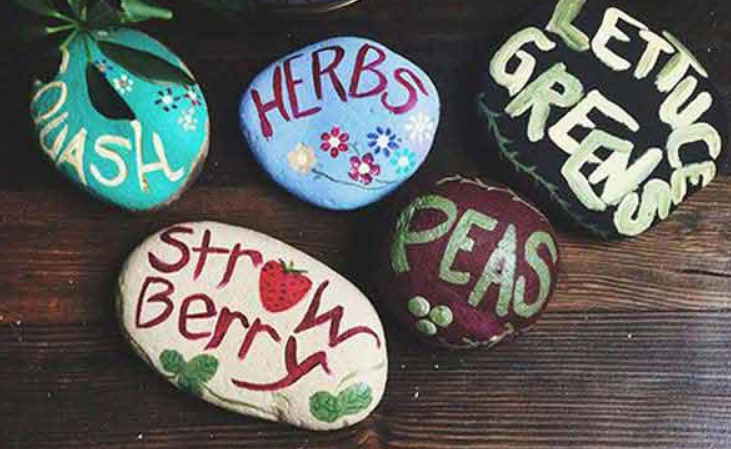 QUASH
HERBS
LETTUCE
GREENS
Str🍓W
Berry
PEAS